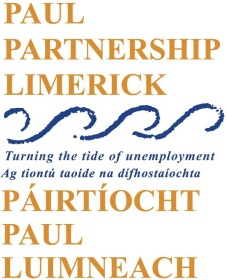 PAUL
PARTNERSHIP
LIMERICK
Turning the tide of unemployment
Ag tiontú taoide na dífhostaíochta
PÁIRTÍOCHT
PAUL
LUIMNEACH